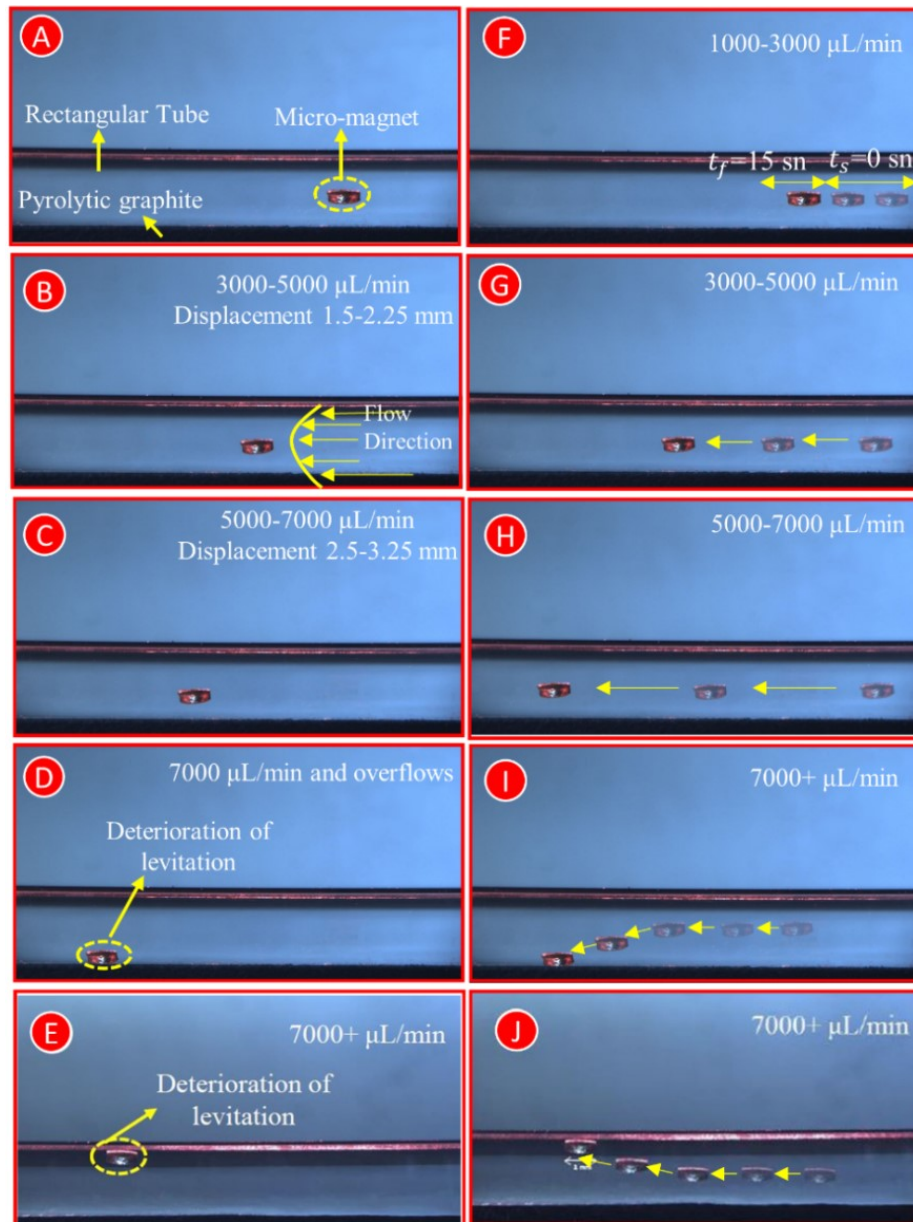 A
Rectangular Tube
Micro-magnet
Pyrolytic graphite
B
3000-5000 μL/min
Displacement 1.5-2.25 mm
Flow
Direction
C
5000-7000 μL/min
Displacement 2.5-3.25 mm
D
7000 μL/min and overflows
Deterioration of
levitation
E
7000+ μL/min
Deterioration of
levitation
F
1000-3000 μL/min
t_f=15 sn
t_s=0 sn
G
3000-5000 μL/min
H
5000-7000 μL/min
I
7000+ μL/min
J
7000+ μL/min